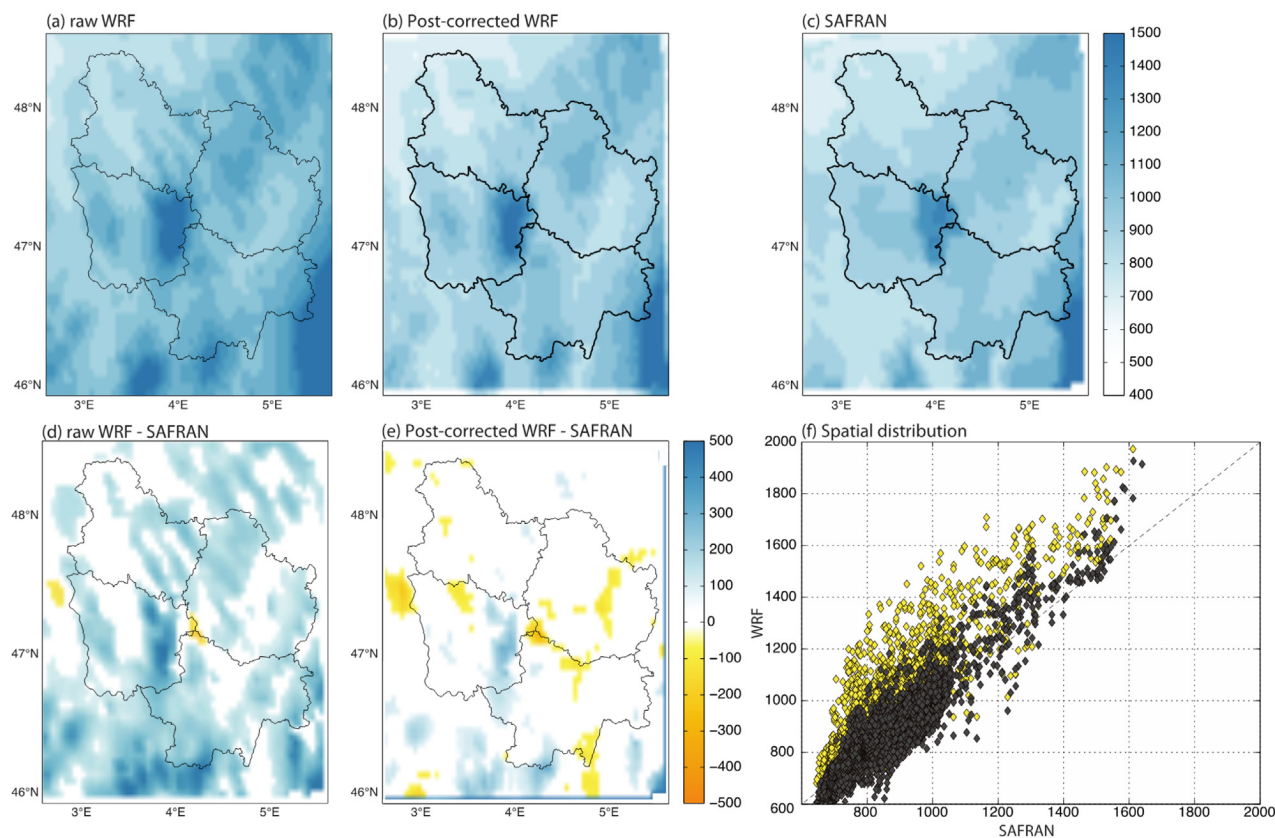 (a) raw WRF
(b) Post-corrected WRF
(c) SAFRAN
48°N
47°N
46°N
3°E 4°E 5°E
48°N
47°N
46°N
3°E 4°E 5°E
48°N
47°N
46°N
3°E 4°E 5°E
1500
1400
1300
1200
1100
1000
900
800
700
600
500
400
(d) raw WRF - SAFRAN
(e) Post-corrected WRF - SAFRAN
(f) Spatial distribution
48°N
47°N
46°N
3°E 4°E 5°E
48°N
47°N
46°N
3°E 4°E 5°E
500
400
300
200
100
0
−100
−200
−300
−400
−500
WRF
2000
1800
1600
1400
1200
1000
800
600
800 1000 1200 1400 1600 1800 2000
SAFRAN